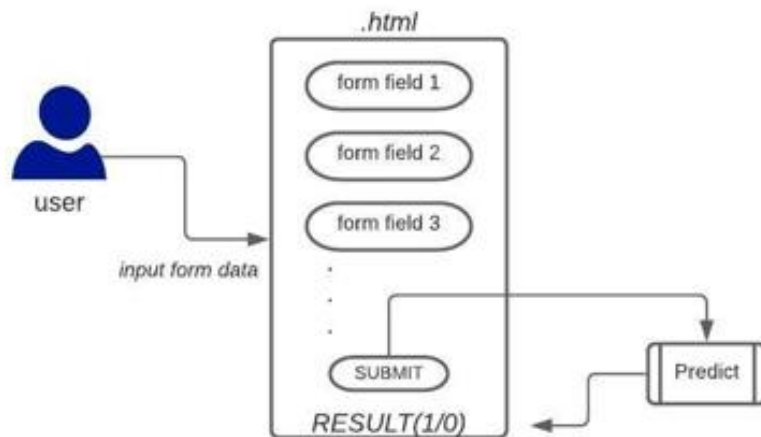 .html
form field 1
form field 2
user
form field 3
input form data
.
.
.
SUBMIT
Predict
RESULT(1/0)